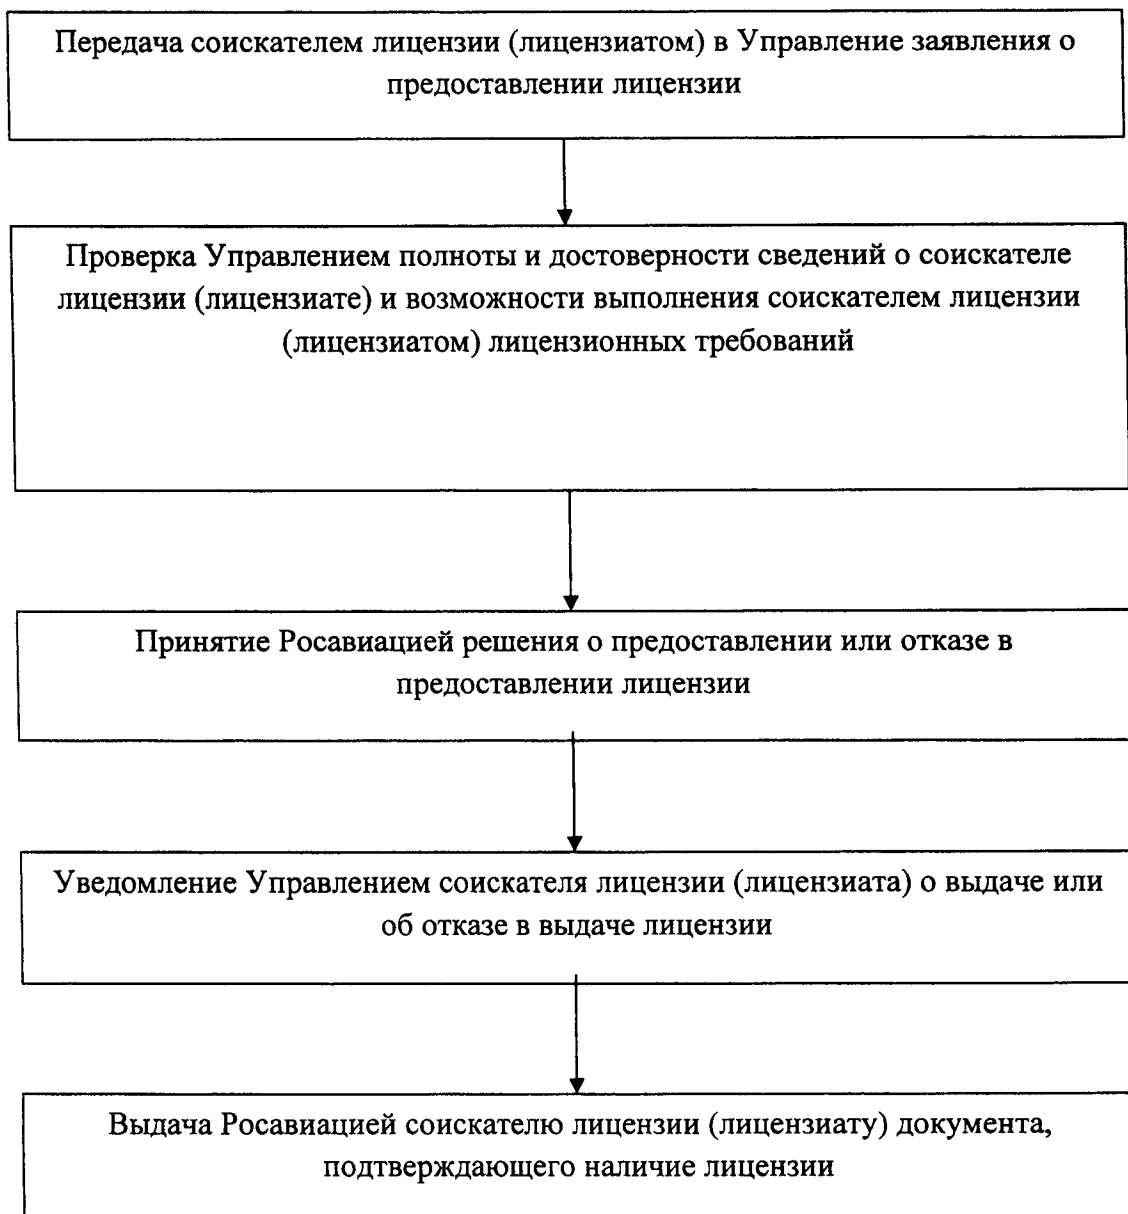 Передача соискателем лицензии (лицензиатом) в Управление заявления о
предоставлении лицензии
Проверка Управлением полноты и достоверности сведений о соискателе
лицензии (лицензиате) и возможности выполнения соискателем лицензии
(лицензиатом) лицензионных требований
Принятие Росавиацией решения о предоставлении или отказе в
предоставлении лицензии
Уведомление Управлением соискателя лицензии (лицензиата) о выдаче или
об отказе в выдаче лицензии
Выдача Росавиацией соискателю лицензии (лицензиату) документа,
подтверждающего наличие лицензии